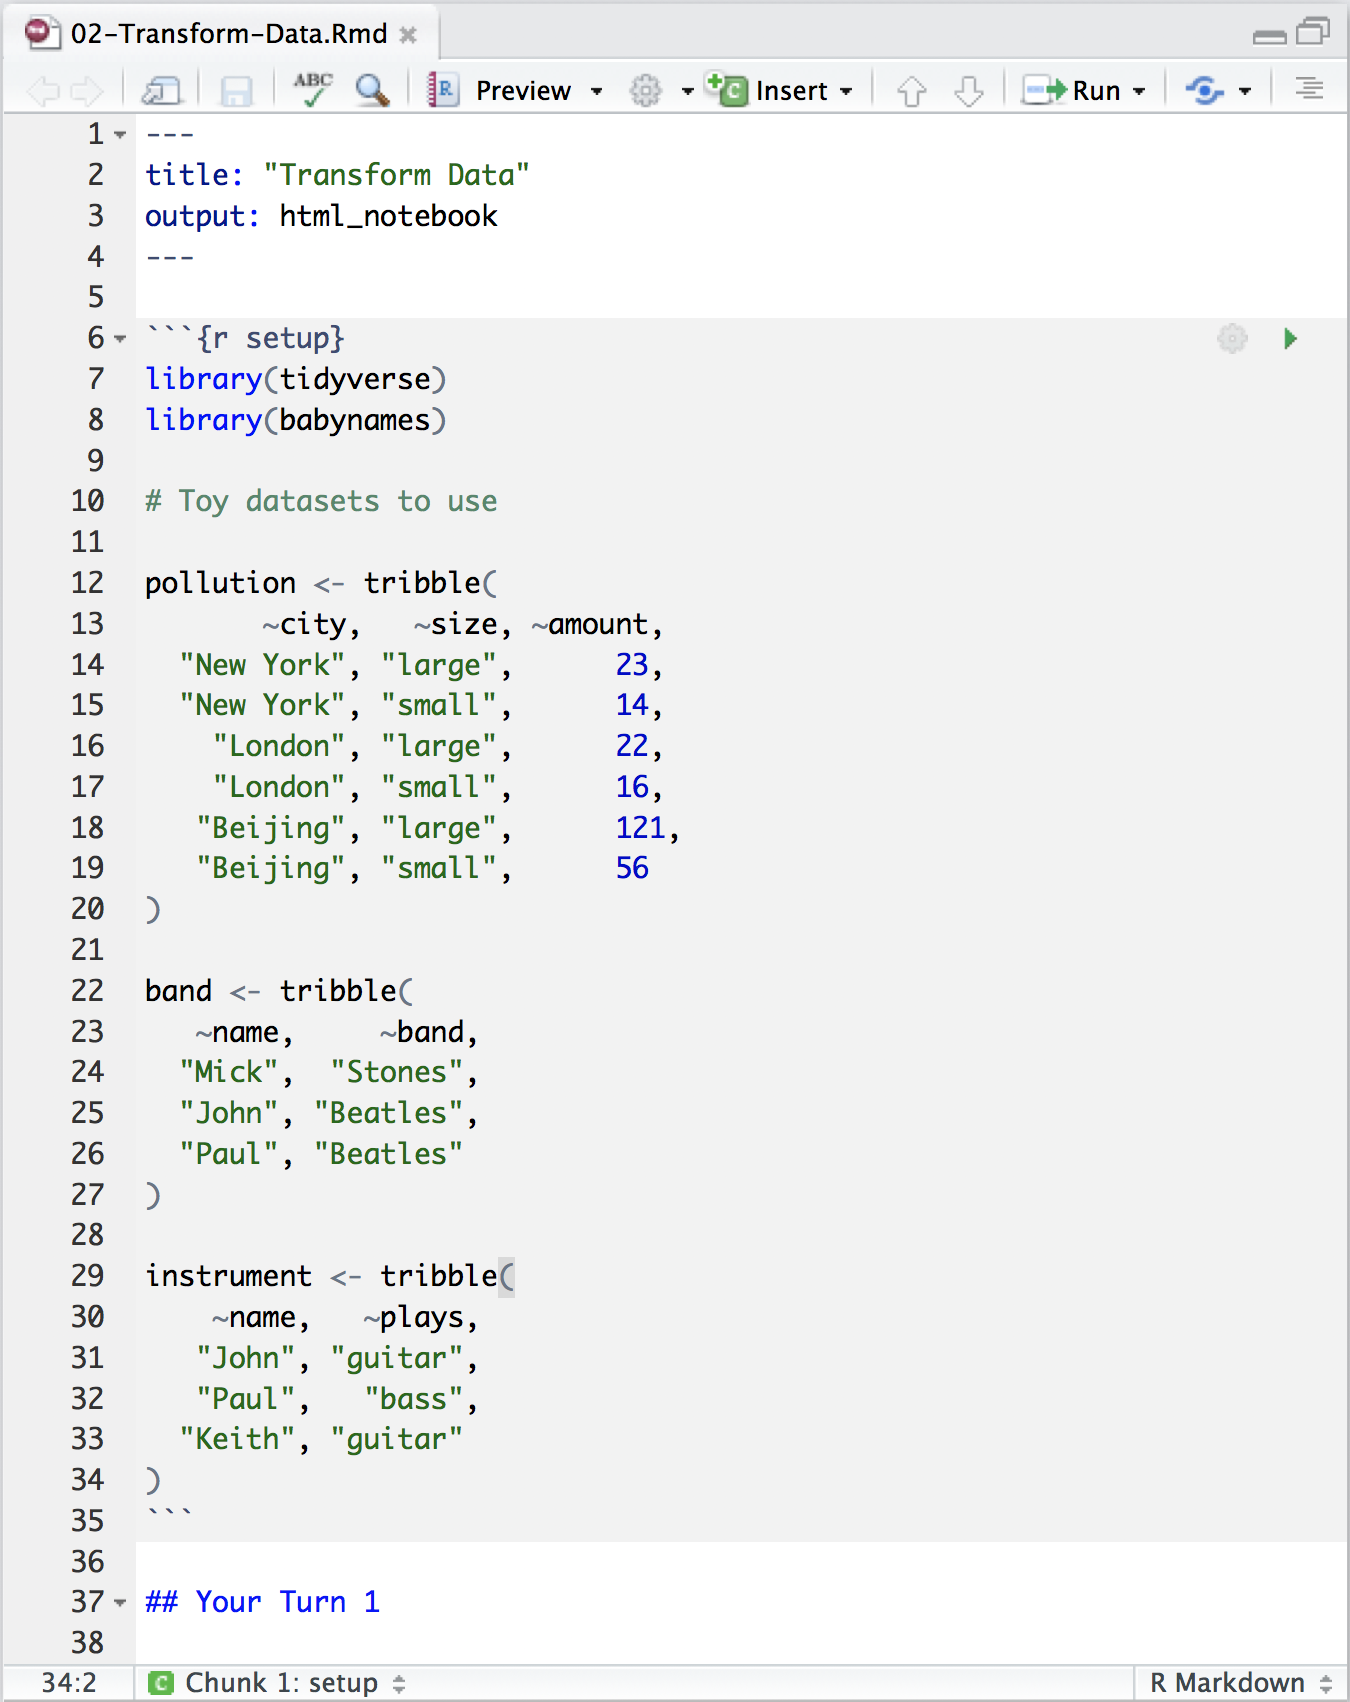 02-Transform-Data.Rmd
ABC R Preview C Insert Run
1 ---
2 title: "Transform Data"
3 output: html_notebook
4 ---
5
6 ```{r setup}
7 library(tidyverse)
8 library(babynames)
9
10 # Toy datasets to use
11
12 pollution <- tribble(
13        ~city,   ~size, ~amount,
14   "New York", "large",      23,
15   "New York", "small",      14,
16     "London", "large",      22,
17     "London", "small",      16,
18    "Beijing", "large",      121,
19    "Beijing", "small",      56
20 )
21
22 band <- tribble(
23    ~name,     ~band,
24   "Mick",  "Stones",
25   "John", "Beatles",
26   "Paul", "Beatles"
27 )
28
29 instrument <- tribble(
30     ~name,   ~plays,
31    "John", "guitar",
32    "Paul",   "bass",
33   "Keith", "guitar"
34 )
35 ```
36
37 ## Your Turn 1
38
34:2 C Chunk 1: setup R Markdown